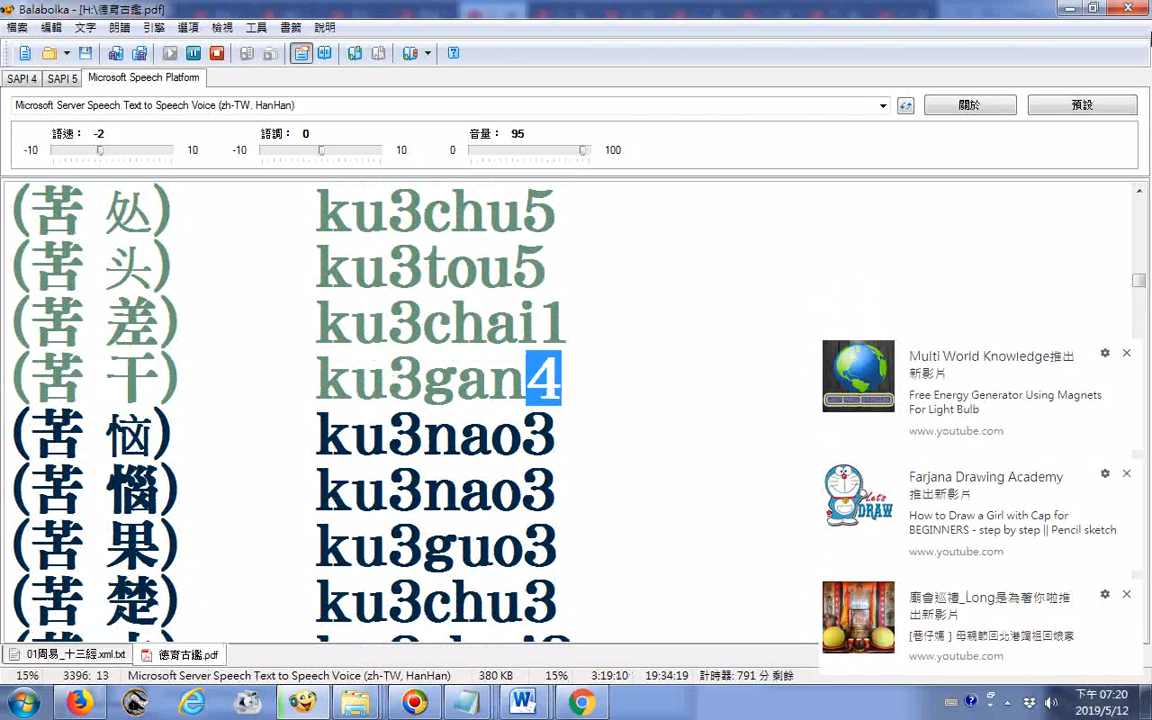 Balabolka - [H:\德育古鑑.pdf]
檔案 編輯 文字 朗讀 引擎 選項 檢視 工具 書籤 說明
SAPI 4 SAPI 5 Microsoft Speech Platform
Microsoft Server Speech Text to Speech Voice (zh-TW, HanHan)
關於 預設
語速： -2 語調： 0 音量： 95
-10 10 -10 10 0 100
(苦 处) ku3chu5
(苦 头) ku3tou5
(苦 差) ku3chai1
(苦 干) ku3gan4
(苦 恼) ku3nao3
(苦 惱) ku3nao3
(苦 果) ku3guo3
(苦 楚) ku3chu3
Multi World Knowledge推出
新影片
Free Energy Generator Using Magnets
For Light Bulb
www.youtube.com
Farjana Drawing Academy
推出新影片
How to Draw a Girl with Cap for
BEGINNERS - step by step || Pencil sketch
www.youtube.com
Let's
DRAW
廟會巡禮_Long是為著你啦推
出新影片
[巷仔媽] 母親節回北港媽祖回娘家
www.youtube.com
01周易_十三經.xml.txt 德育古鑑.pdf
15% 3396: 13 Microsoft Server Speech Text to Speech Voice (zh-TW, HanHan) 380 KB 15% 3:19:10 19:34:19 計時器: 791 分 剩餘
下午 07:20
2019/5/12